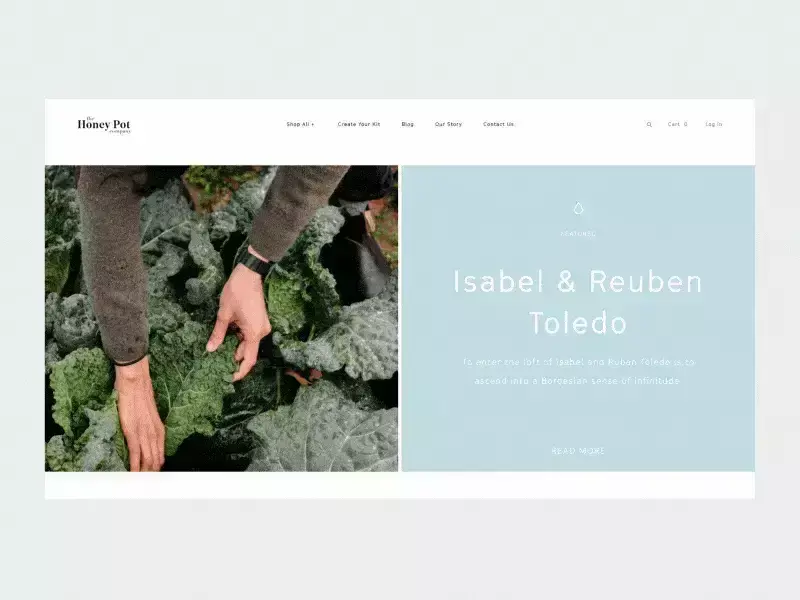 the
Honey Pot
company
Shop All +
Create Your Kit
Blog
Our Story
Contact Us
Cart 0
Log In
FEATURED
Isabel & Reuben
Toledo
To enter the loft of Isabel and Ruben Toledo is to
ascend into a Borgesian sense of infinitude
READ MORE